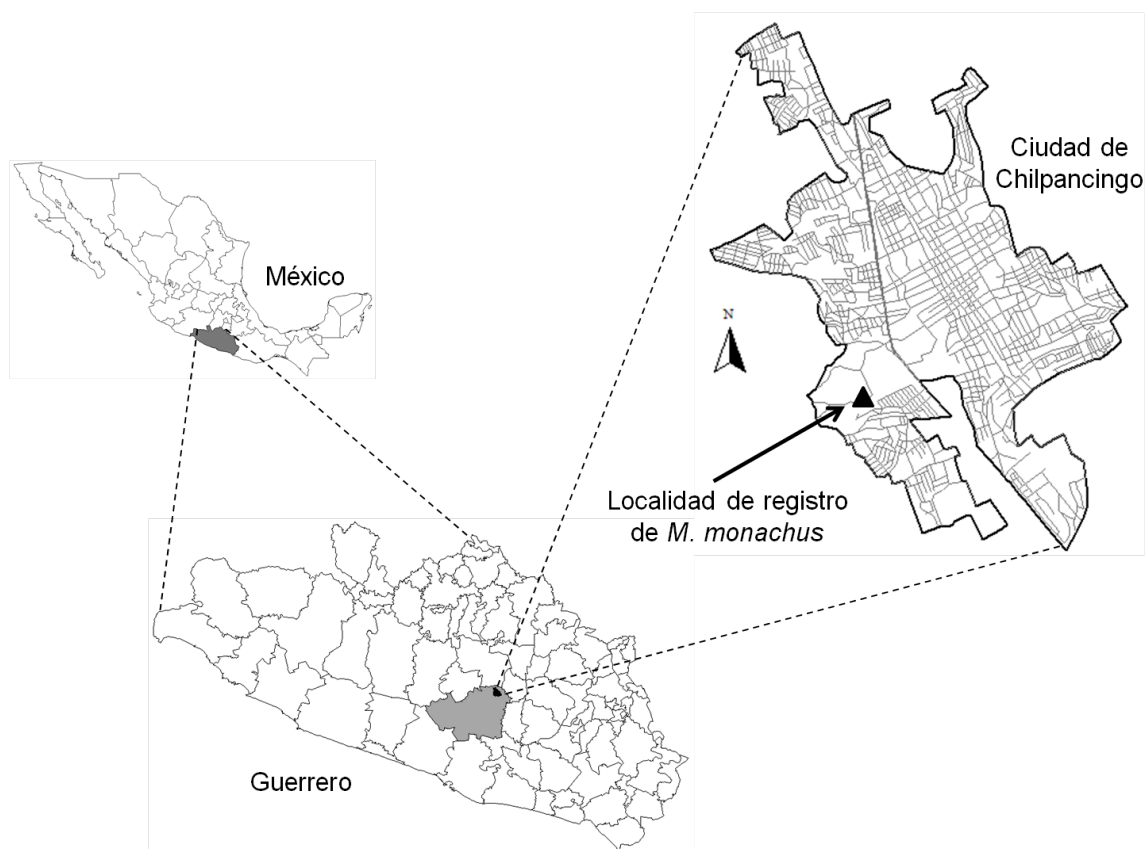 Ciudad de
Chilpancingo
México
N
Localidad de registro
de M. monachus
Guerrero